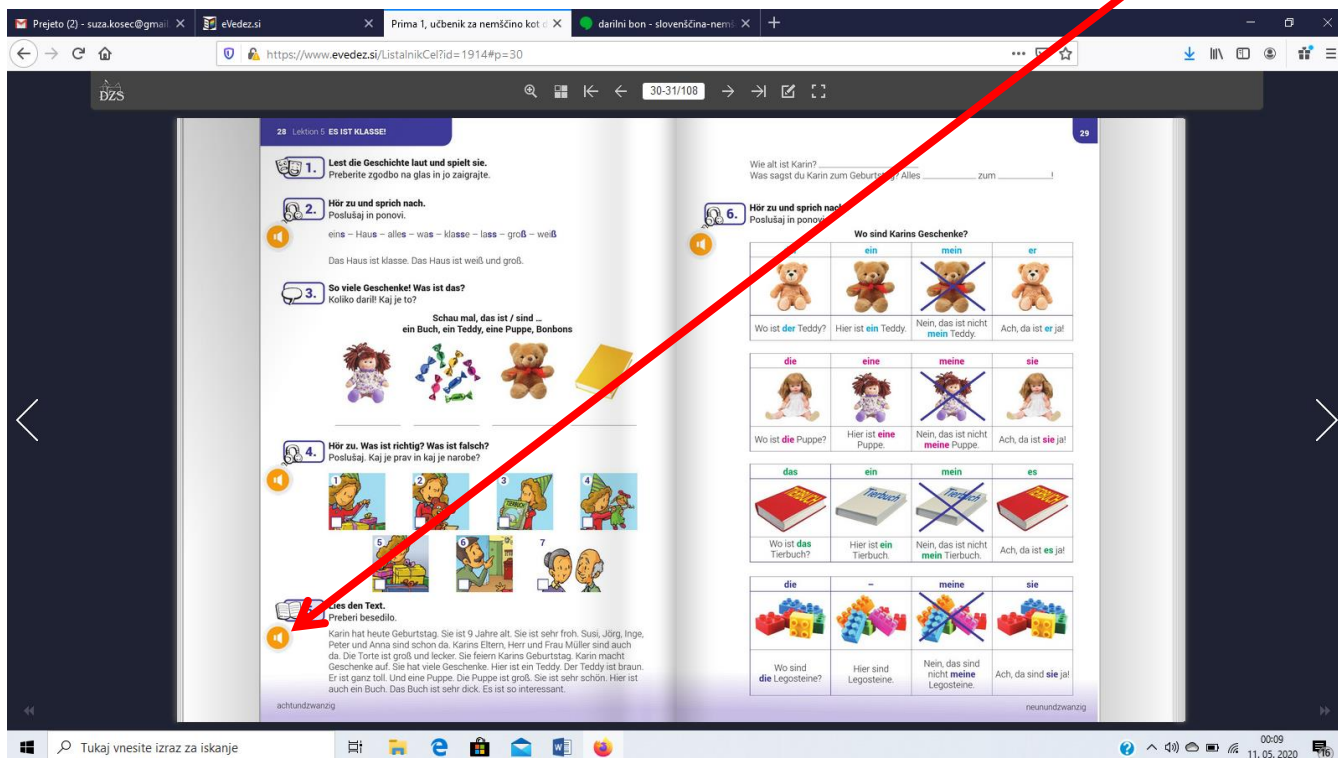 Prejeto (2) - suza.kosec@gmail
eVedez.si
Prima 1, učbenik za nemščino kot d
darilni bon - slovenščina-nemš
https://www.evedez.si/ListalnikCel?id=1914#p=30
DZS
30-31/108
28 Lektion 5 ES IST KLASSE!
1. Lest die Geschichte laut und spielt sie.
Preberite zgodbo na glas in jo zaigrajte.
2. Hör zu und sprich nach.
Poslušaj in ponovi.
eins – Haus – alles – was – klasse – lass – groß – weiß
Das Haus ist klasse. Das Haus ist weiß und groß.
3. So viele Geschenke! Was ist das?
Koliko daril! Kaj je to?
Schau mal, das ist / sind ...
ein Buch, ein Teddy, eine Puppe, Bonbons
4. Hör zu. Was ist richtig? Was ist falsch?
Poslušaj. Kaj je prav in kaj je narobe?
1 2 3 4
TIERBUCH
5 6 7
Lies den Text.
Preberi besedilo.
Karin hat heute Geburtstag. Sie ist 9 Jahre alt. Sie ist sehr froh. Susi, Jörg, Inge,
Peter und Anna sind schon da. Karins Eltern, Herr und Frau Müller sind auch
da. Die Torte ist groß und lecker. Sie feiern Karins Geburtstag. Karin macht
Geschenke auf. Sie hat viele Geschenke. Hier ist ein Teddy. Der Teddy ist braun.
Er ist ganz toll. Und eine Puppe. Die Puppe ist groß. Sie ist sehr schön. Hier ist
auch ein Buch. Das Buch ist sehr dick. Es ist so interessant.
achtundzwanzig
29
Wie alt ist Karin? ____________
Was sagst du Karin zum Geburtstag? Alles ____________ zum ____________!
6. Hör zu und sprich nach
Poslušaj in ponovi
Wo sind Karins Geschenke?
ein mein er
Wo ist der Teddy? Hier ist ein Teddy. Nein, das ist nicht mein Teddy. Ach, da ist er ja!
die eine meine sie
Wo ist die Puppe? Hier ist eine Puppe. Nein, das ist nicht meine Puppe. Ach, da ist sie ja!
das ein mein es
Tierbuch
Wo ist das Tierbuch? Hier ist ein Tierbuch. Nein, das ist nicht mein Tierbuch. Ach, da ist es ja!
die – meine sie
Wo sind die Legosteine? Hier sind Legosteine. Nein, das sind nicht meine Legosteine. Ach, da sind sie ja!
neunundzwanzig
Tukaj vnesite izraz za iskanje
00:09
11. 05. 2020
16